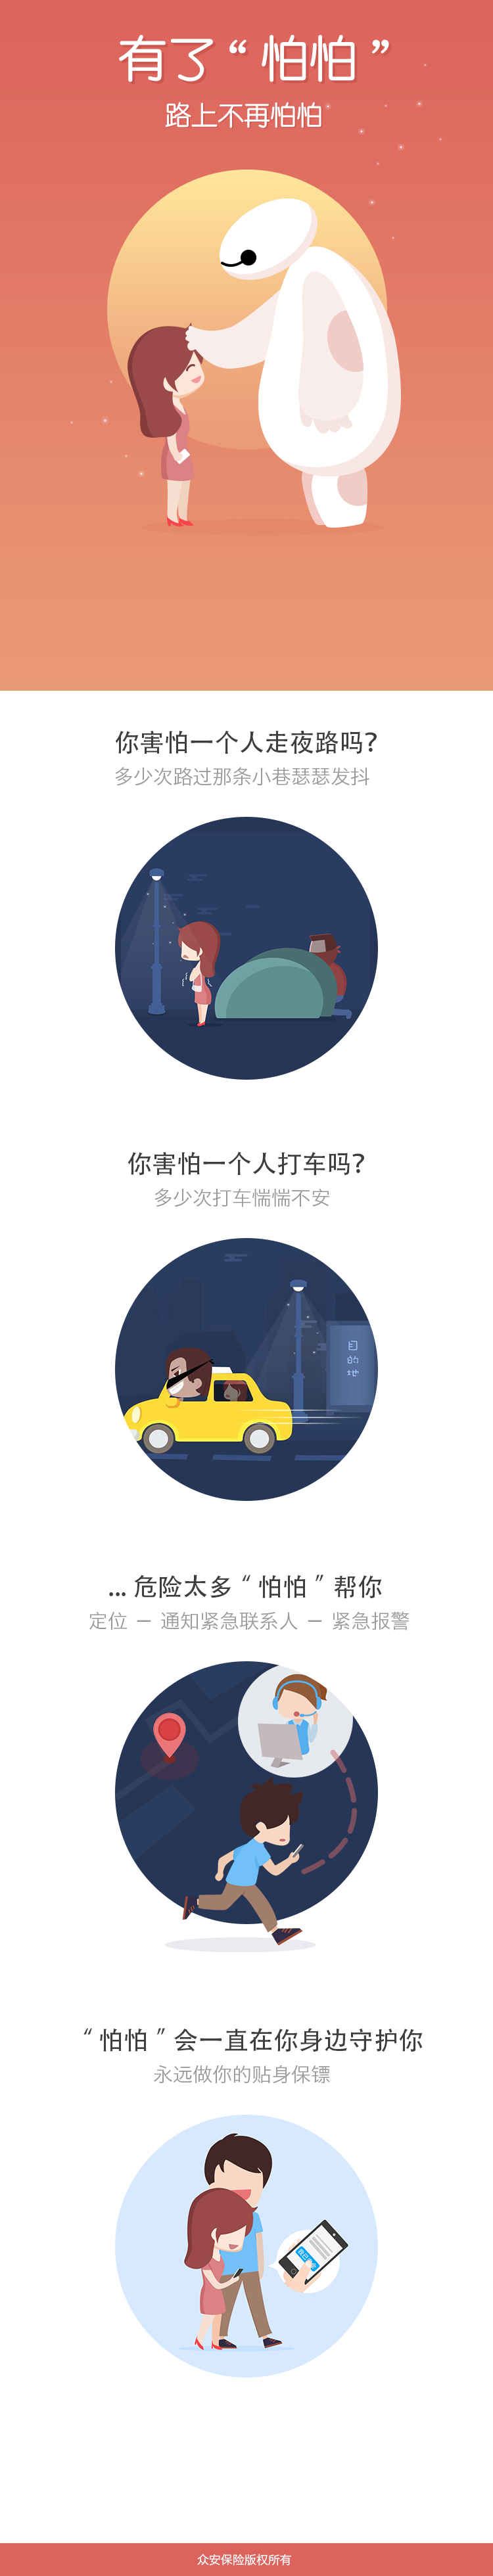 有了“怕怕”
路上不再怕怕
你害怕一个人走夜路吗?
多少次路过那条小巷瑟瑟发抖
你害怕一个人打车吗?
多少次打车惴惴不安
目的地
...危险太多“怕怕”帮你
定位 － 通知紧急联系人 － 紧急报警
“怕怕”会一直在你身边守护你
永远做你的贴身保镖
众安保险版权所有